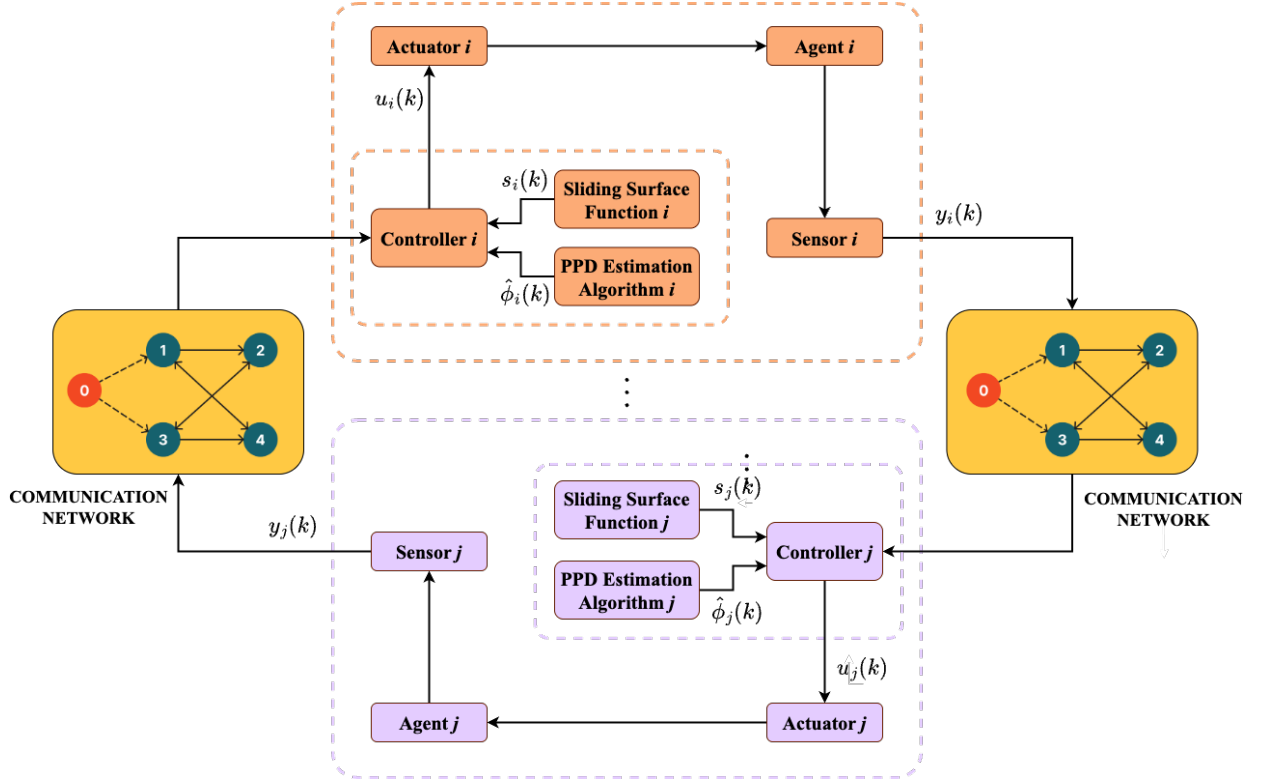 Actuator i
Agent i
u_i(k)
s_i(k)
Sliding Surface
Function i
Controller i
PPD Estimation
Algorithm i
ϕ̂_i(k)
Sensor i
y_i(k)
1
2
0
3
4
COMMUNICATION
NETWORK
1
2
0
3
4
COMMUNICATION
NETWORK
Sliding Surface
Function j
s_j(k)
y_j(k)
Sensor j
Controller j
PPD Estimation
Algorithm j
ϕ̂_j(k)
u_j(k)
Agent j
Actuator j